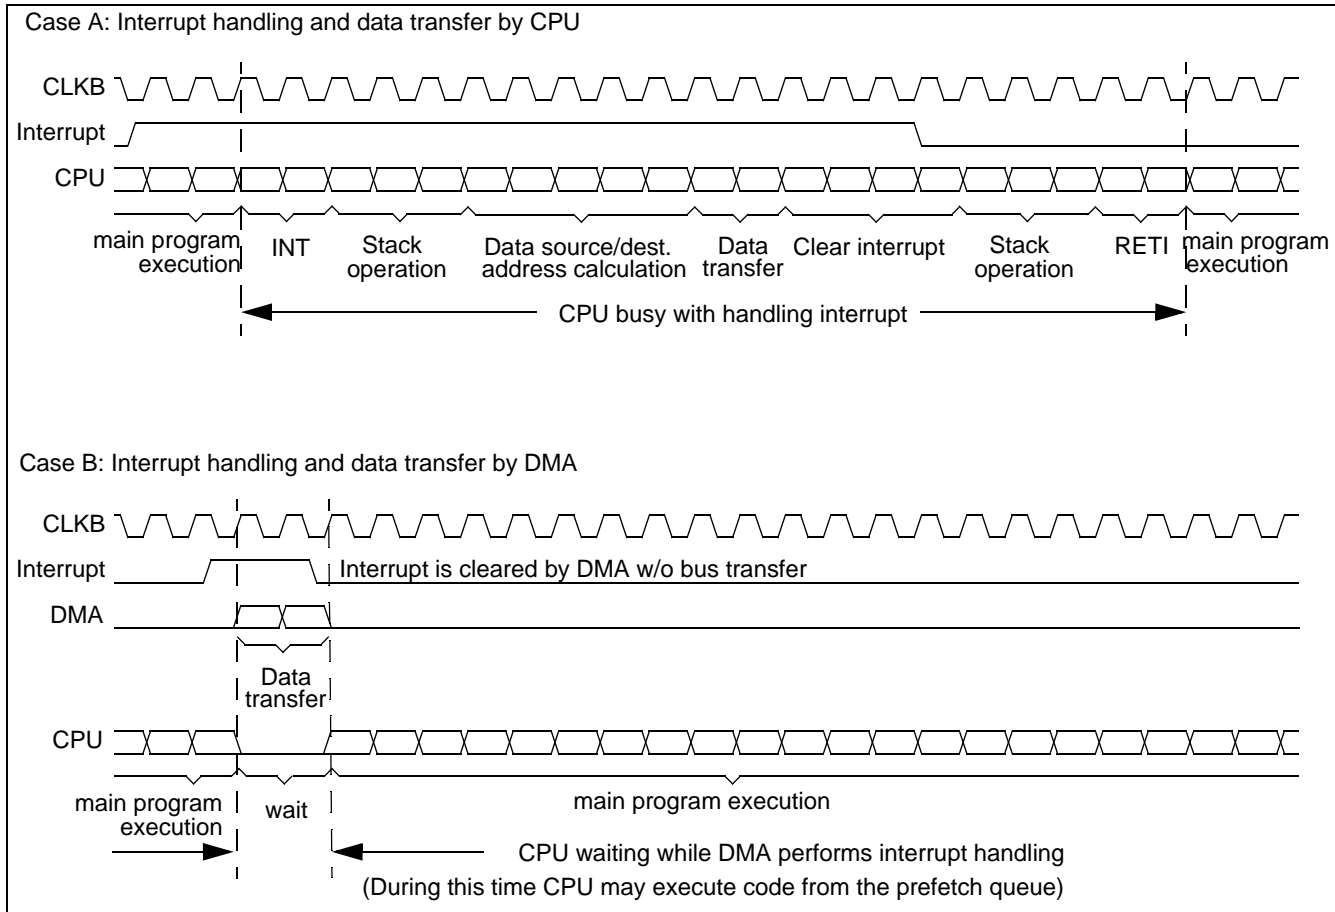 Case A: Interrupt handling and data transfer by CPU
CLKB
Interrupt
CPU
main program
execution
INT
Stack
operation
Data source/dest.
address calculation
Data
transfer
Clear interrupt
Stack
operation
RETI
main program
execution
CPU busy with handling interrupt
Case B: Interrupt handling and data transfer by DMA
CLKB
Interrupt
Interrupt is cleared by DMA w/o bus transfer
DMA
Data
transfer
CPU
main program
execution
wait
main program execution
CPU waiting while DMA performs interrupt handling
(During this time CPU may execute code from the prefetch queue)